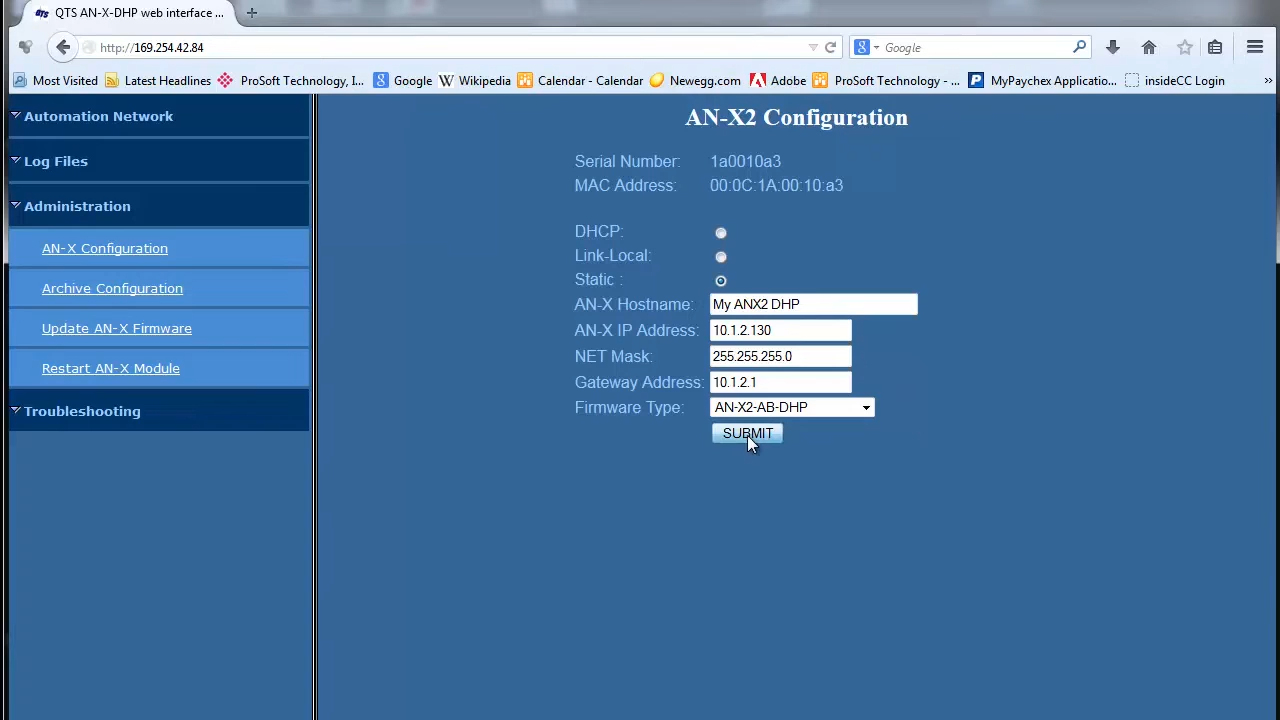 QTS AN-X-DHP web interface ...
http://169.254.42.84
Google
Most Visited Latest Headlines ProSoft Technology, I... Google Wikipedia Calendar - Calendar Newegg.com Adobe ProSoft Technology - ... MyPaychex Applicatio... insideCC Login »
Automation Network
Log Files
Administration
AN-X Configuration
Archive Configuration
Update AN-X Firmware
Restart AN-X Module
Troubleshooting
AN-X2 Configuration
Serial Number: 1a0010a3
MAC Address: 00:0C:1A:00:10:a3
DHCP:
Link-Local:
Static :
AN-X Hostname: My ANX2 DHP
AN-X IP Address: 10.1.2.130
NET Mask: 255.255.255.0
Gateway Address: 10.1.2.1
Firmware Type: AN-X2-AB-DHP
SUBMIT